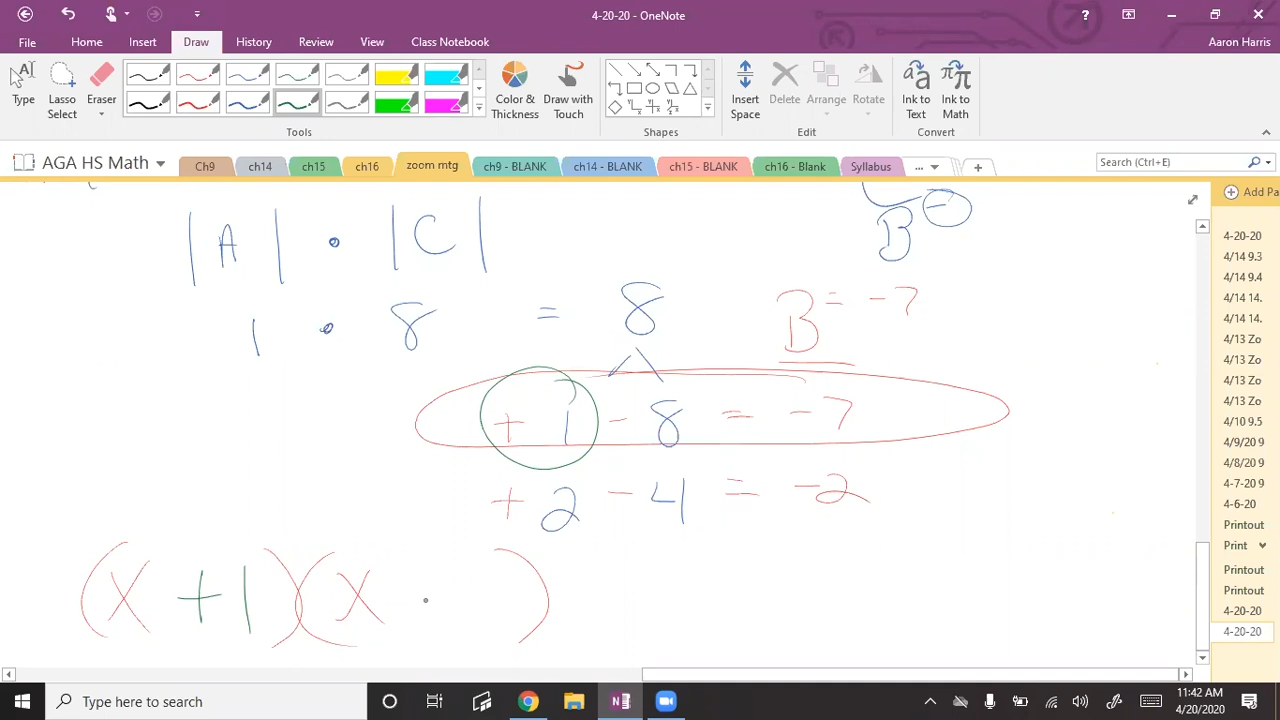 4-20-20 - OneNote
Aaron Harris
File Home Insert Draw History Review View Class Notebook
Type Lasso Select Eraser Color & Thickness Draw with Touch Insert Space Delete Arrange Rotate Ink to Text Ink to Math
Tools Shapes Edit Convert
AGA HS Math Ch9 ch14 ch15 ch16 zoom mtg ch9 - BLANK ch14 - BLANK ch15 - BLANK ch16 - Blank Syllabus ... + Search (Ctrl+E)
Add Pa
4-20-20
4/14 9.3
4/14 9.4
4/14 14.
4/14 14.
4/13 Zo
4/13 Zo
4/13 Zo
4/13 Zo
4/10 9.5
4/9/20 9
4/8/20 9
4-7-20 9
4-6-20
Printout
Print
Printout
Printout
4-20-20
4-20-20
|A| · |C|
B -
1 · 8 = 8
B = -7
+ 1 - 8 = -7
+ 2 - 4 = -2
(x + 1)(x )
Type here to search
11:42 AM
4/20/2020